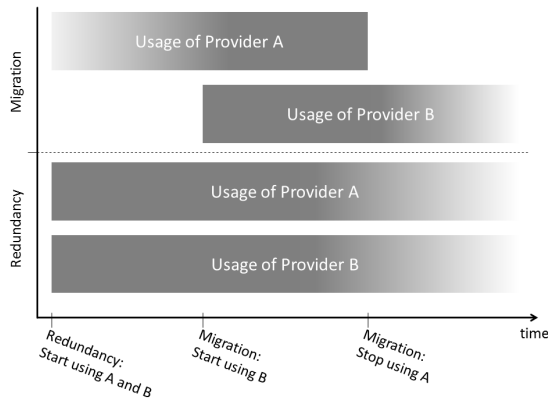 Migration
Usage of Provider A
Usage of Provider B
Redundancy
Usage of Provider A
Usage of Provider B
time
Redundancy:
Start using A and B
Migration:
Start using B
Migration:
Stop using A